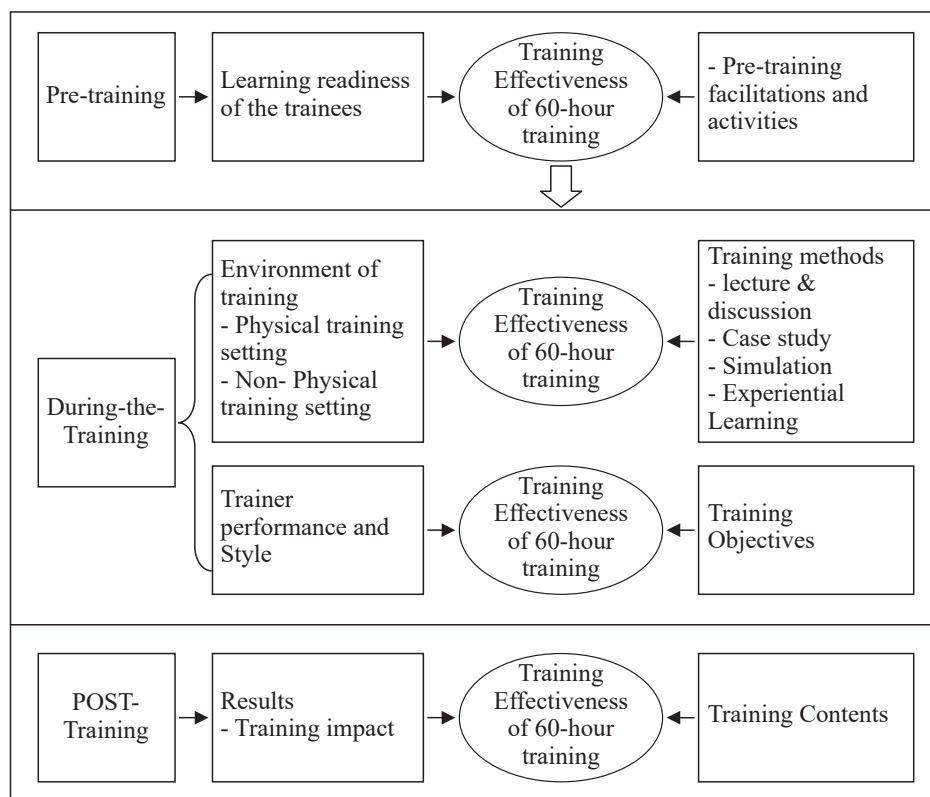 Pre-training
Learning readiness
of the trainees
Training
Effectiveness
of 60-hour
training
- Pre-training
facilitations and
activities
During-the-
Training
Environment of
training
- Physical training
setting
- Non- Physical
training setting
Training
Effectiveness
of 60-hour
training
Training methods
- lecture &
discussion
- Case study
- Simulation
- Experiential
Learning
Trainer
performance and
Style
Training
Effectiveness
of 60-hour
training
Training
Objectives
POST-
Training
Results
- Training impact
Training
Effectiveness
of 60-hour
training
Training Contents